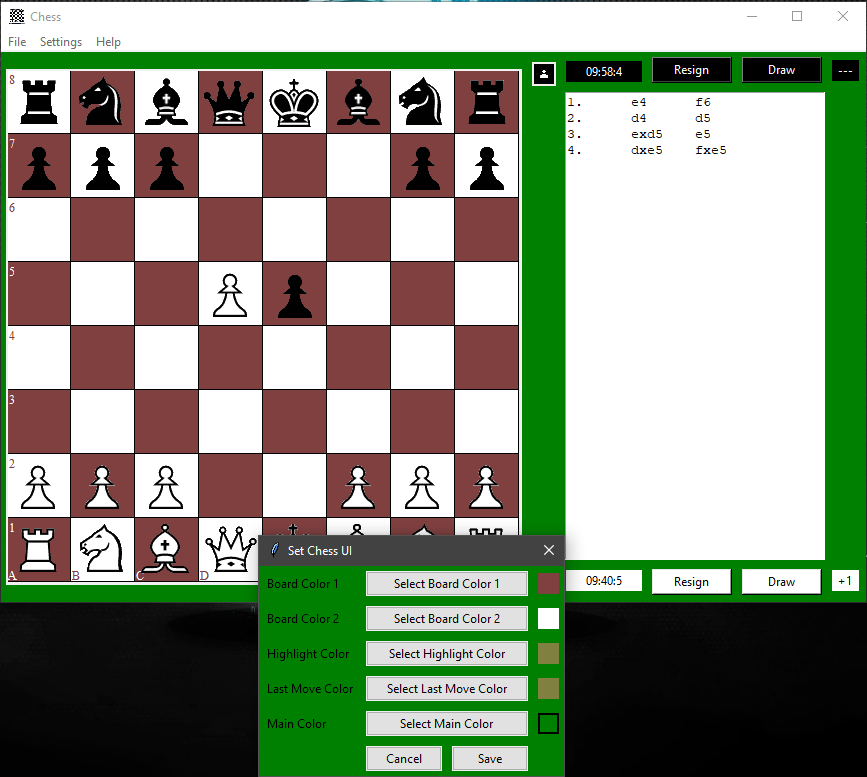 Chess
File Settings Help
8
7
6
5
4
3
2
1
A B C D
09:58:4 Resign Draw ---
1. e4 f6
2. d4 d5
3. exd5 e5
4. dxe5 fxe5
09:40:5 Resign Draw +1
Set Chess UI
Board Color 1 Select Board Color 1
Board Color 2 Select Board Color 2
Highlight Color Select Highlight Color
Last Move Color Select Last Move Color
Main Color Select Main Color
Cancel Save